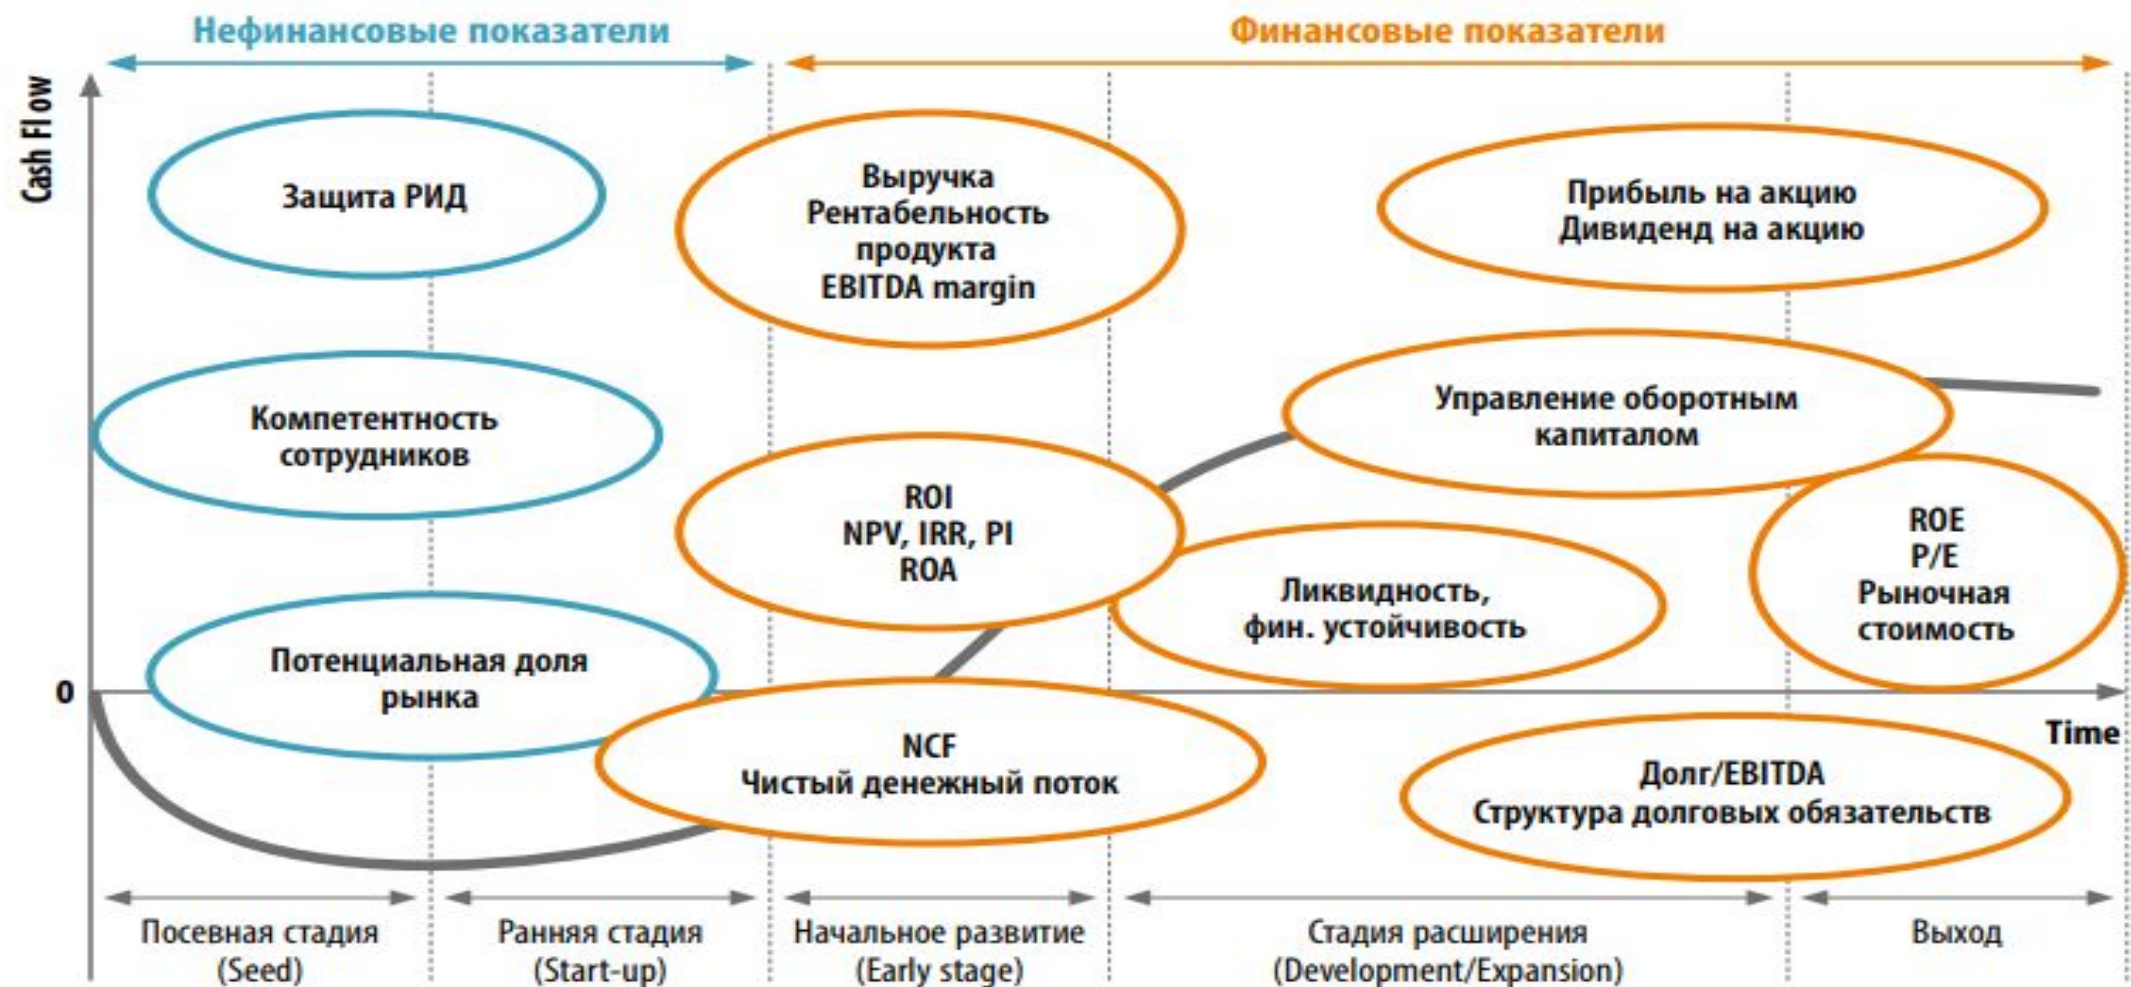 Нефинансовые показатели
Финансовые показатели
Cash Flow
Защита РИД
Выручка
Рентабельность
продукта
EBITDA margin
Прибыль на акцию
Дивиденд на акцию
Компетентность
сотрудников
Управление оборотным
капиталом
ROI
NPV, IRR, PI
ROA
ROE
P/E
Рыночная
стоимость
Ликвидность,
фин. устойчивость
Потенциальная доля
рынка
0
NCF
Чистый денежный поток
Time
Долг/EBITDA
Структура долговых обязательств
Посевная стадия
(Seed)
Ранняя стадия
(Start-up)
Начальное развитие
(Early stage)
Стадия расширения
(Development/Expansion)
Выход